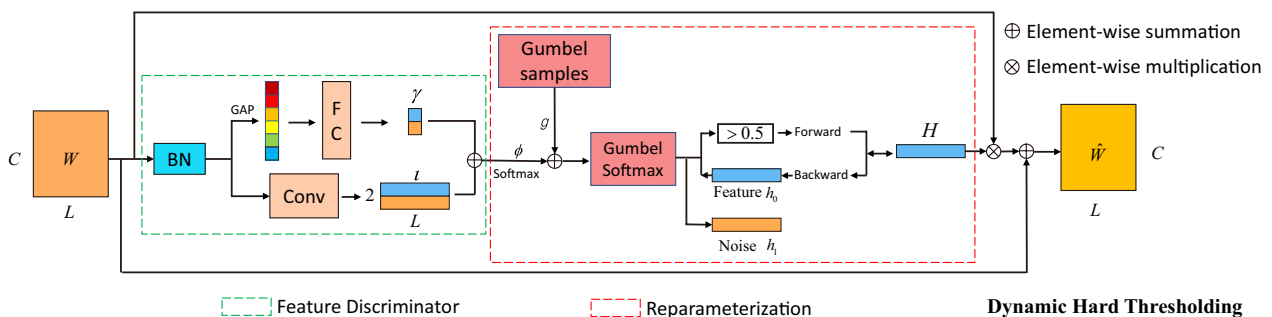 Gumbel
samples
⊕ Element-wise summation
⊗ Element-wise multiplication
C
W
L
BN
GAP
F
C
γ
Conv
2
ι
L
ϕ
Softmax
g
Gumbel
Softmax
> 0.5
Forward
Backward
Feature h₀
Noise h₁
H
Ŵ
C
L
Feature Discriminator
Reparameterization
Dynamic Hard Thresholding